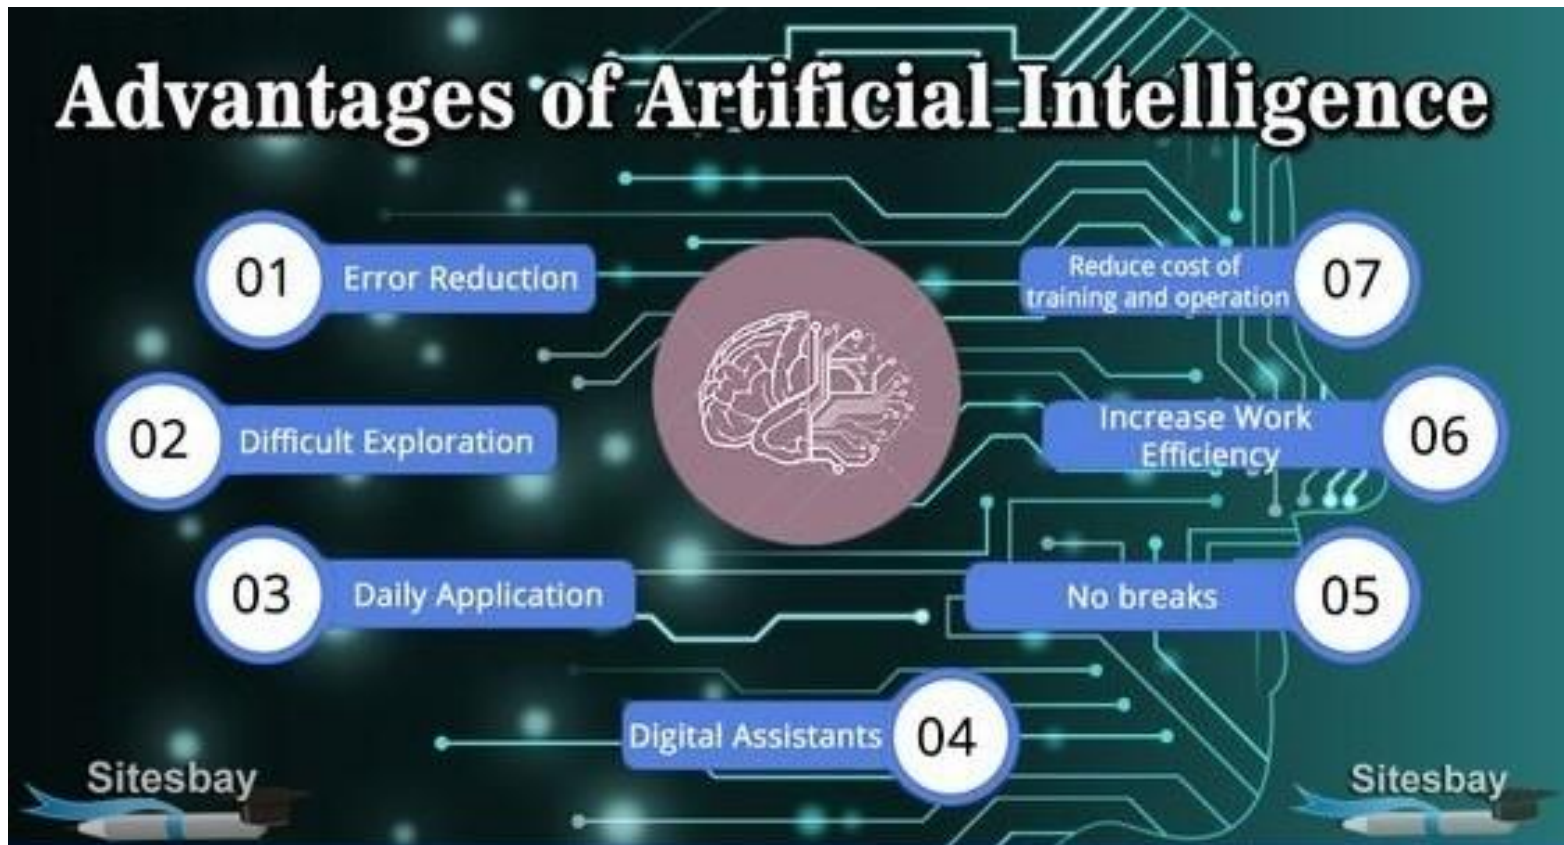 Advantages of Artificial Intelligence
01
Error Reduction
02
Difficult Exploration
03
Daily Application
Digital Assistants
04
No breaks
05
Increase Work
Efficiency
06
Reduce cost of
training and operation
07
Sitesbay
Sitesbay